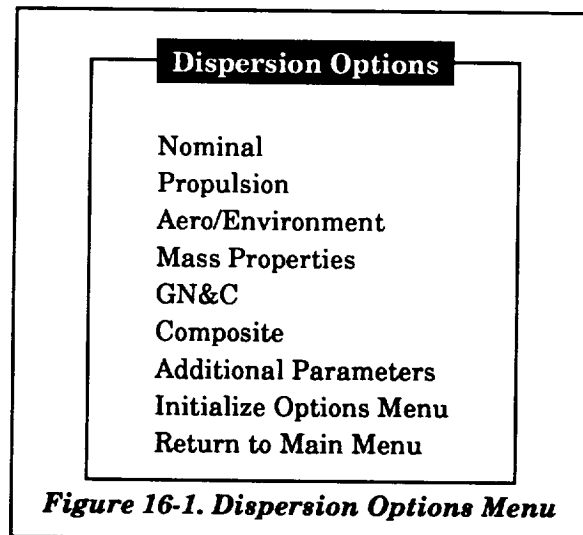 Dispersion Options
Nominal
Propulsion
Aero/Environment
Mass Properties
GN&C
Composite
Additional Parameters
Initialize Options Menu
Return to Main Menu
Figure 16-1. Dispersion Options Menu